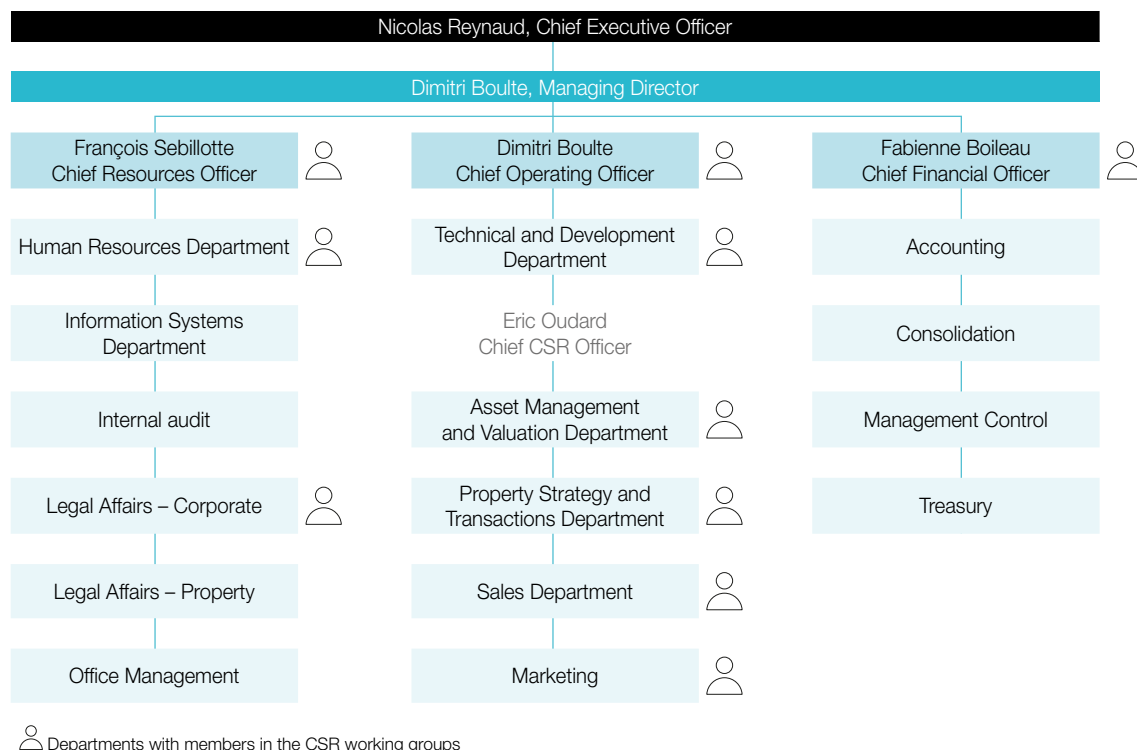 Nicolas Reynaud, Chief Executive Officer
Dimitri Boulte, Managing Director
François Sebillotte
Chief Resources Officer
Human Resources Department
Information Systems
Department
Internal audit
Legal Affairs – Corporate
Legal Affairs – Property
Office Management
Dimitri Boulte
Chief Operating Officer
Technical and Development
Department
Eric Oudard
Chief CSR Officer
Asset Management
and Valuation Department
Property Strategy and
Transactions Department
Sales Department
Marketing
Fabienne Boileau
Chief Financial Officer
Accounting
Consolidation
Management Control
Treasury
Departments with members in the CSR working groups